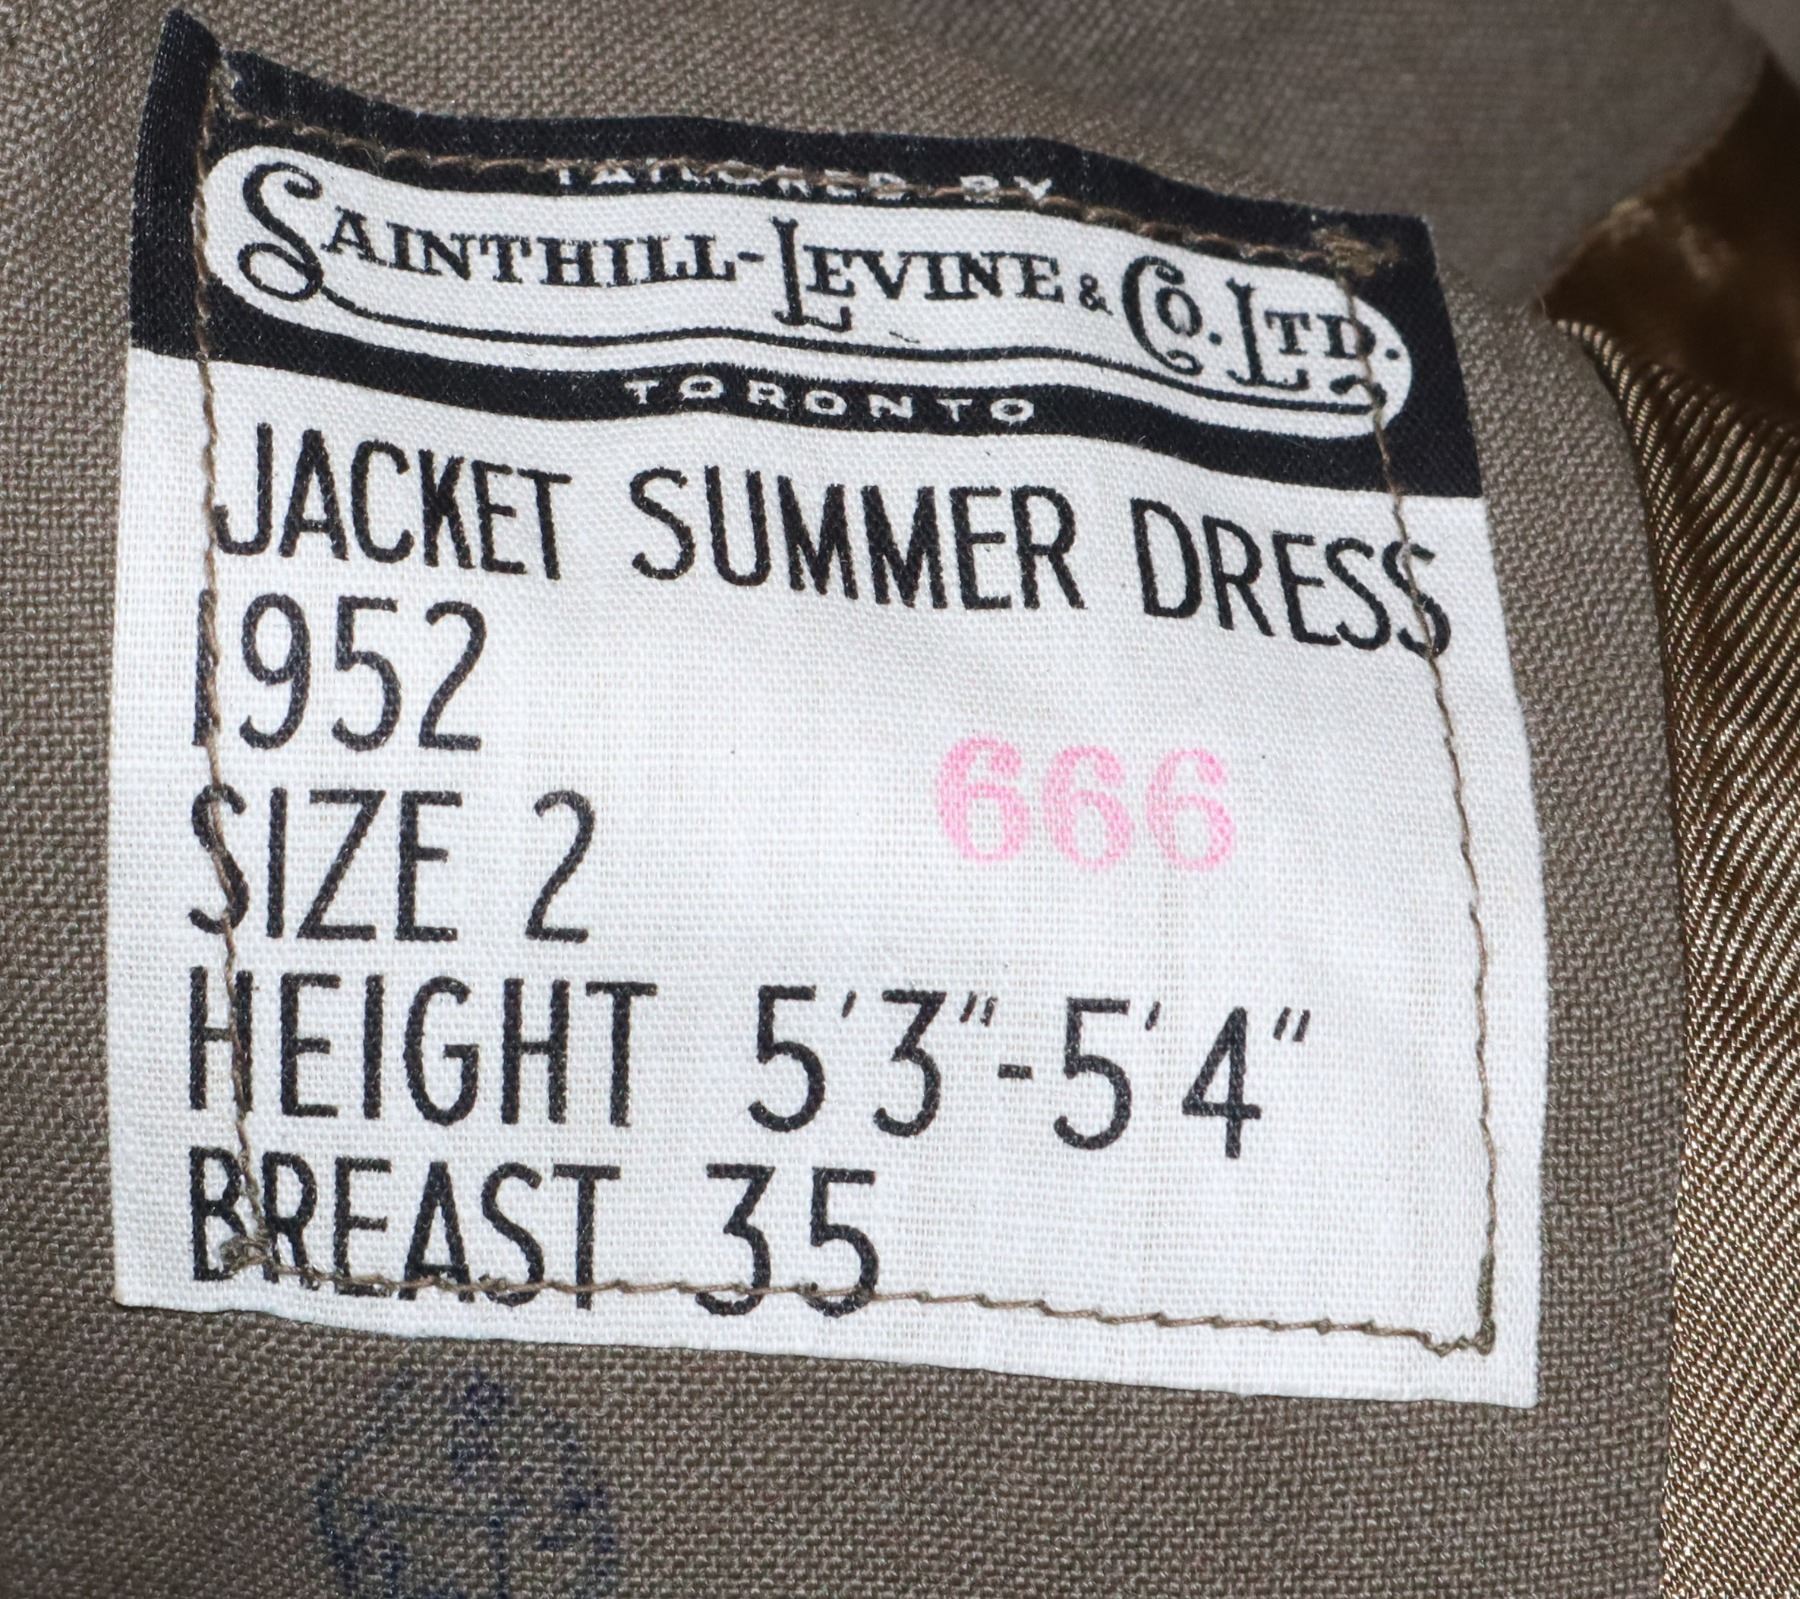 TAILORED BY
SAINTHILL-LEVINE & CO. LTD.
TORONTO
JACKET SUMMER DRESS
1952
666
SIZE 2
HEIGHT 5'3"-5'4"
BREAST 35